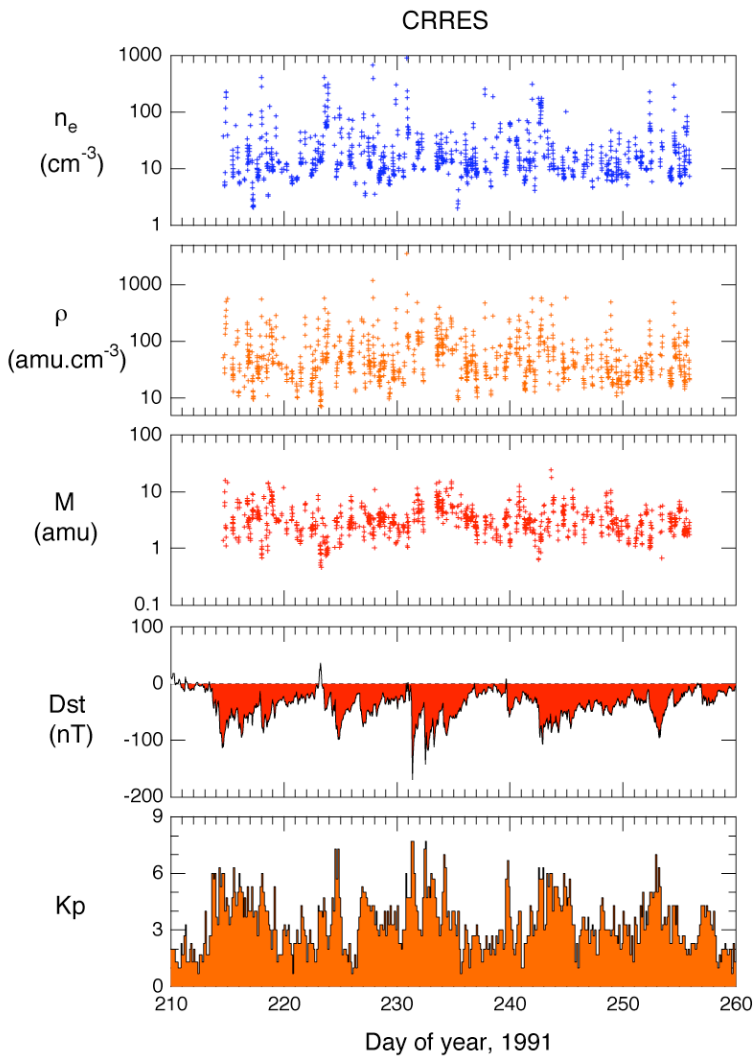 CRRES
1000
100
10
1
nₑ
(cm⁻³)
1000
100
10
ρ
(amu.cm⁻³)
100
10
1
0.1
M
(amu)
100
0
-100
-200
Dst
(nT)
9
6
3
0
Kp
210 220 230 240 250 260
Day of year, 1991